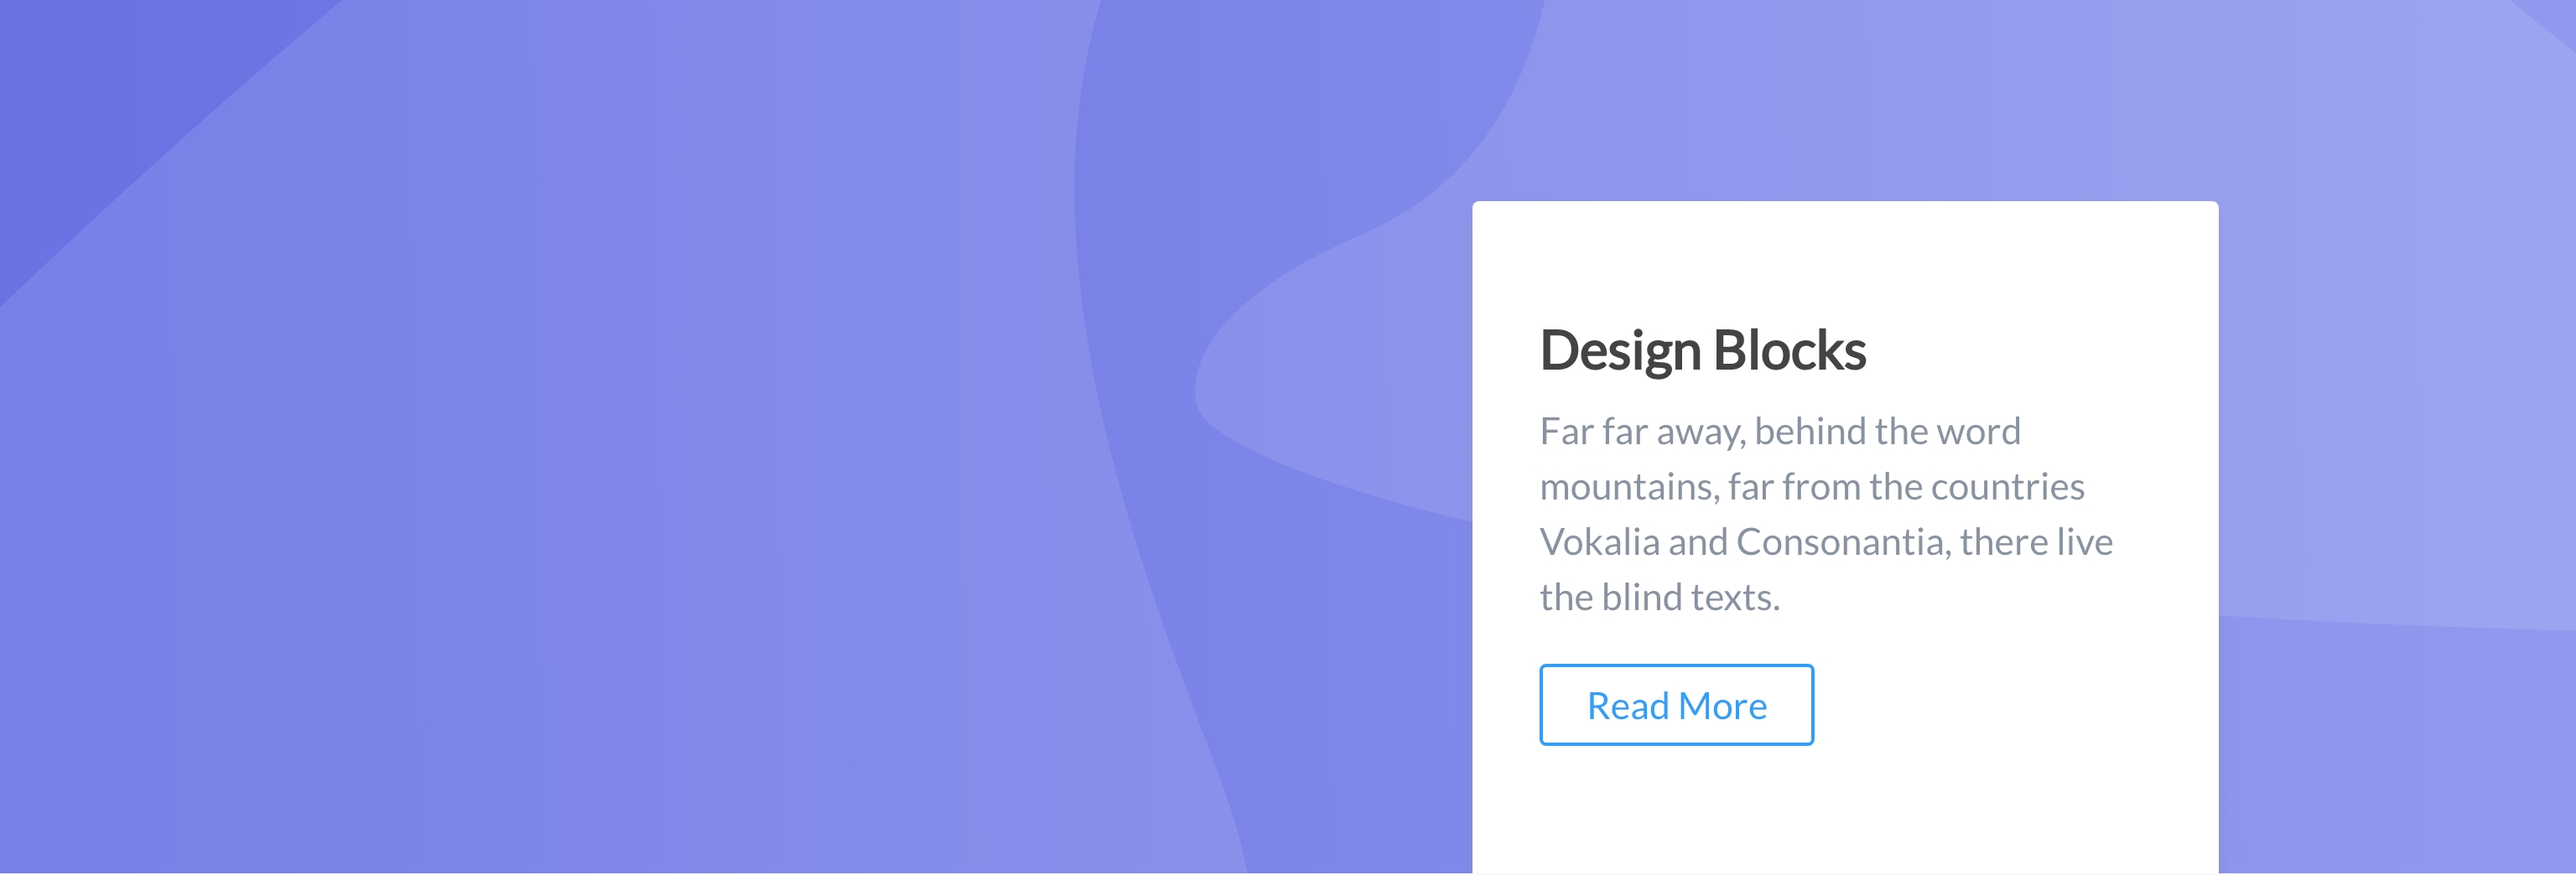 Design Blocks
Far far away, behind the word
mountains, far from the countries
Vokalia and Consonantia, there live
the blind texts.
Read More